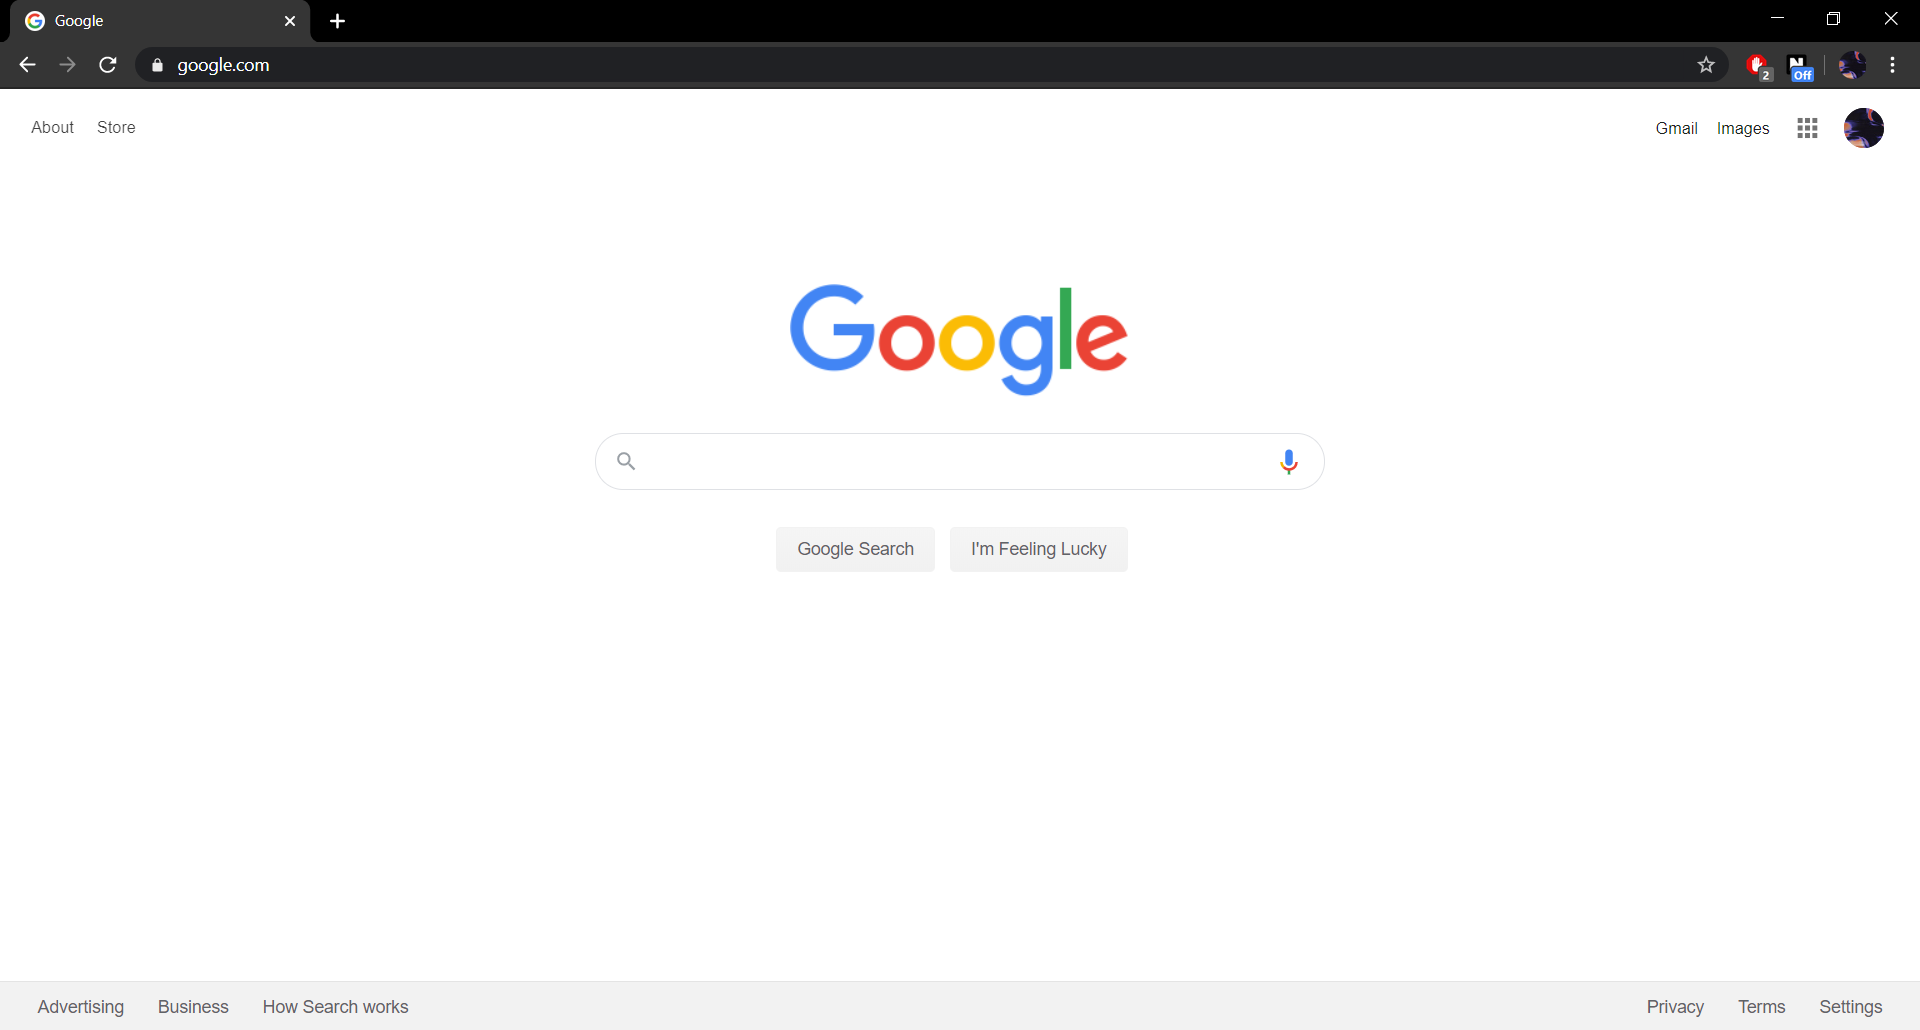 Google
google.com
2
Off
About Store
Gmail Images
Google
Google Search I'm Feeling Lucky
Advertising Business How Search works
Privacy Terms Settings